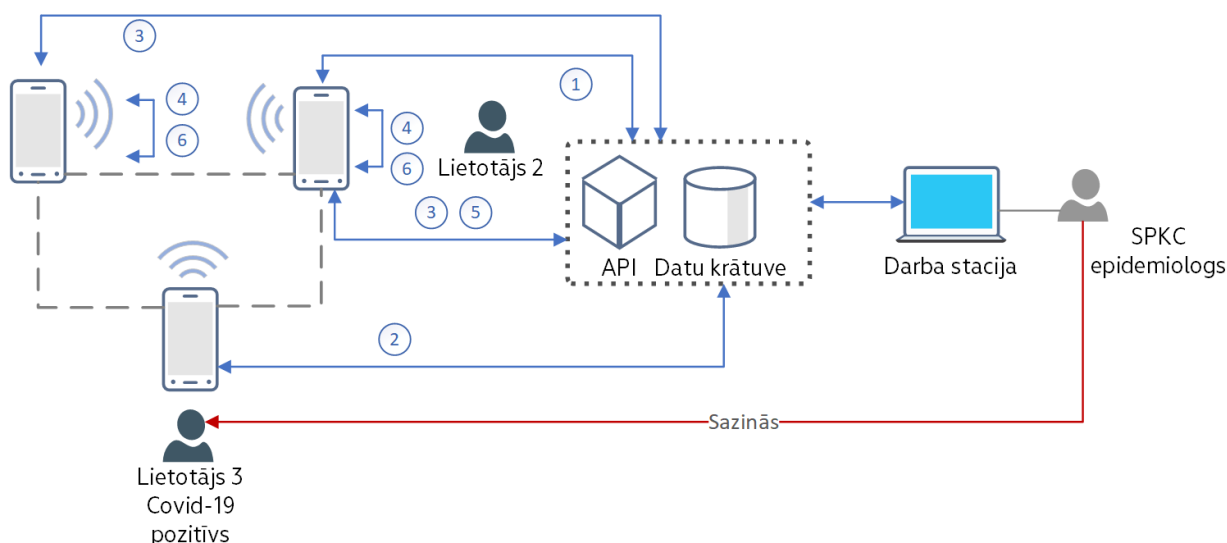 3
1
4
6
4
6
Lietotājs 2
3 5
API Datu krātuve
Darba stacija
SPKC
epidemiologs
2
Sazinās
Lietotājs 3
Covid-19
pozitīvs